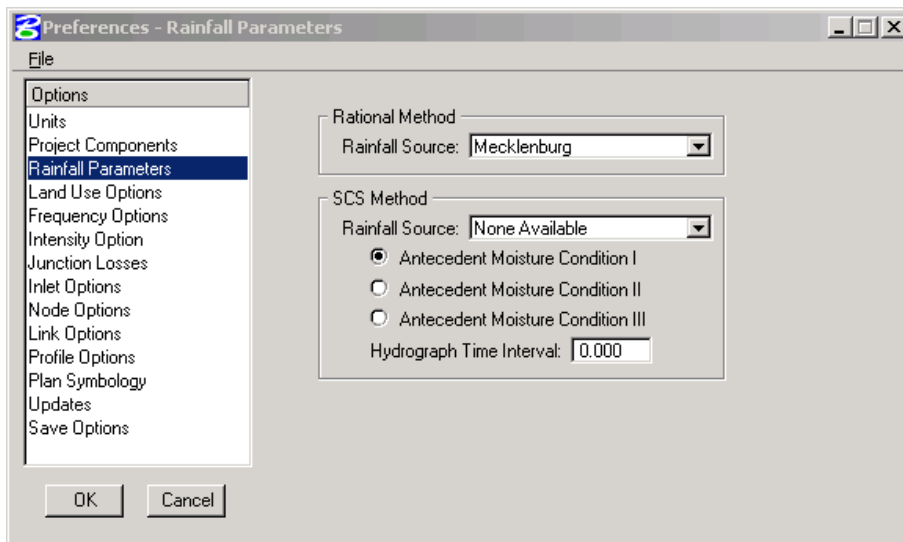 Preferences - Rainfall Parameters
File
Options
Units
Project Components
Rainfall Parameters
Land Use Options
Frequency Options
Intensity Option
Junction Losses
Inlet Options
Node Options
Link Options
Profile Options
Plan Symbology
Updates
Save Options
OK
Cancel
Rational Method
Rainfall Source: Mecklenburg
SCS Method
Rainfall Source: None Available
Antecedent Moisture Condition I
Antecedent Moisture Condition II
Antecedent Moisture Condition III
Hydrograph Time Interval: 0.000